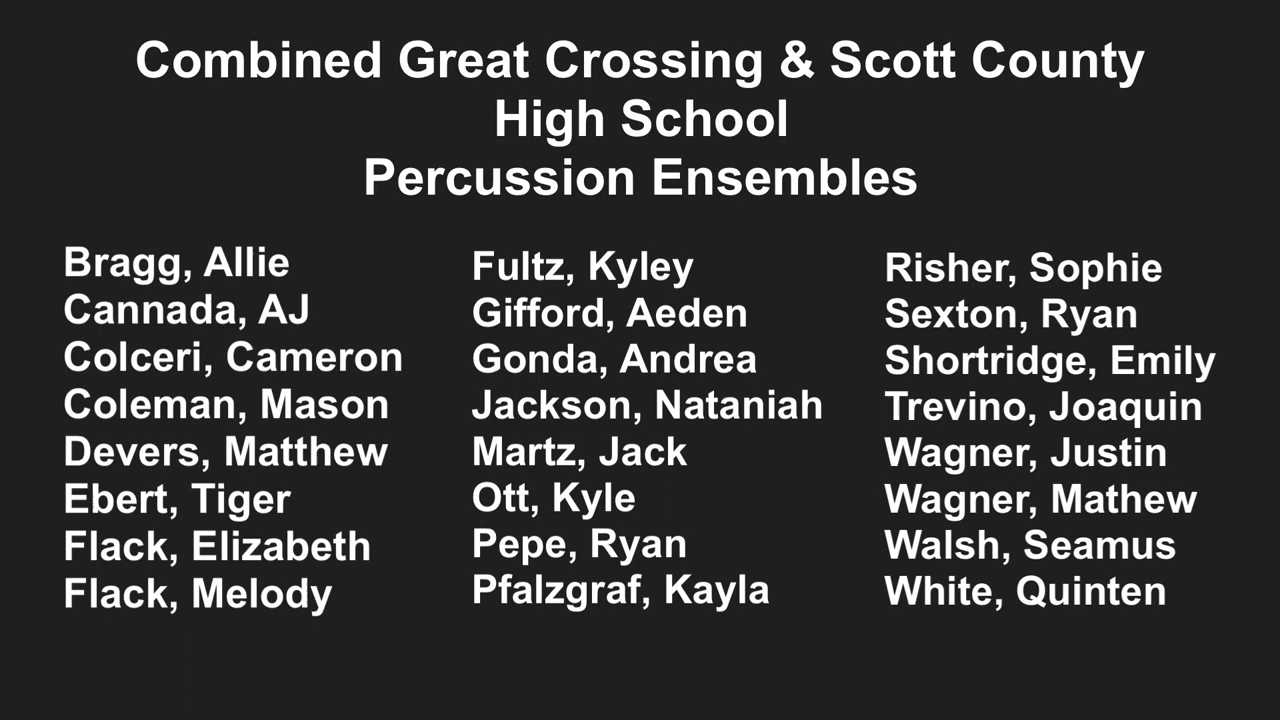 Combined Great Crossing & Scott County
High School
Percussion Ensembles
Bragg, Allie
Cannada, AJ
Colceri, Cameron
Coleman, Mason
Devers, Matthew
Ebert, Tiger
Flack, Elizabeth
Flack, Melody
Fultz, Kyley
Gifford, Aeden
Gonda, Andrea
Jackson, Nataniah
Martz, Jack
Ott, Kyle
Pepe, Ryan
Pfalzgraf, Kayla
Risher, Sophie
Sexton, Ryan
Shortridge, Emily
Trevino, Joaquin
Wagner, Justin
Wagner, Mathew
Walsh, Seamus
White, Quinten